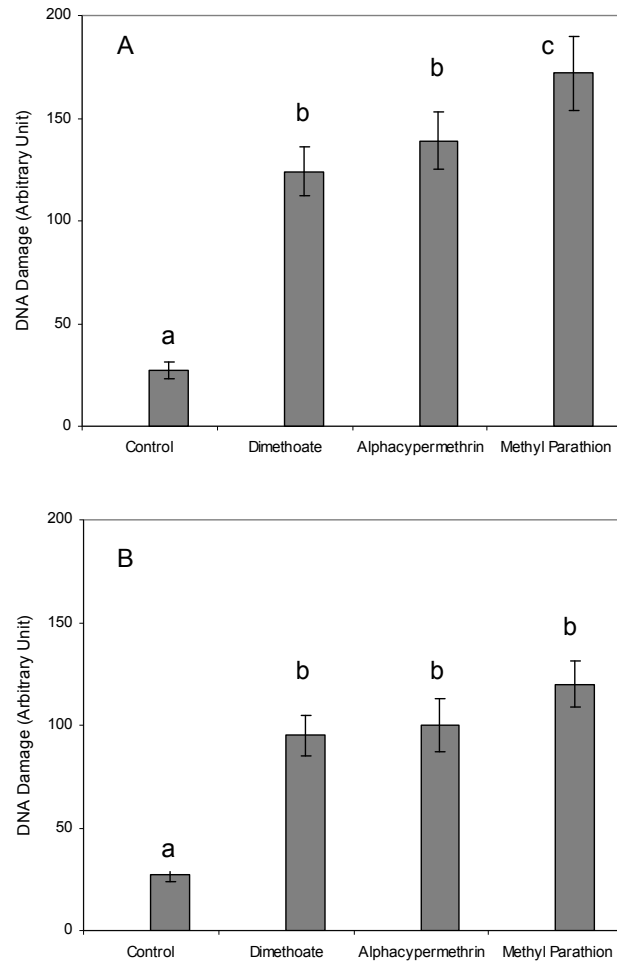 A
200
150
100
50
0
DNA Damage (Arbitrary Unit)
a
b
b
c
Control Dimethoate Alphacypermethrin Methyl Parathion
B
200
150
100
50
0
DNA Damage (Arbitrary Unit)
a
b
b
b
Control Dimethoate Alphacypermethrin Methyl Parathion